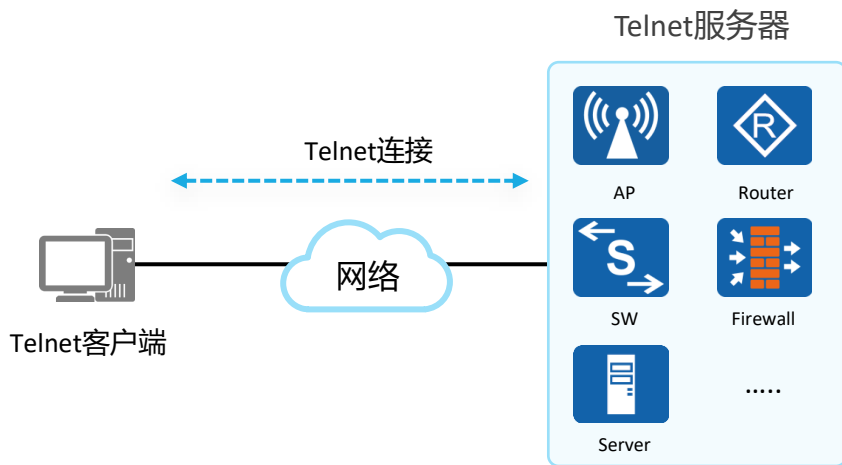 Telnet服务器
Telnet连接
AP
Router
R
网络
S
SW
Firewall
Telnet客户端
Server
.....